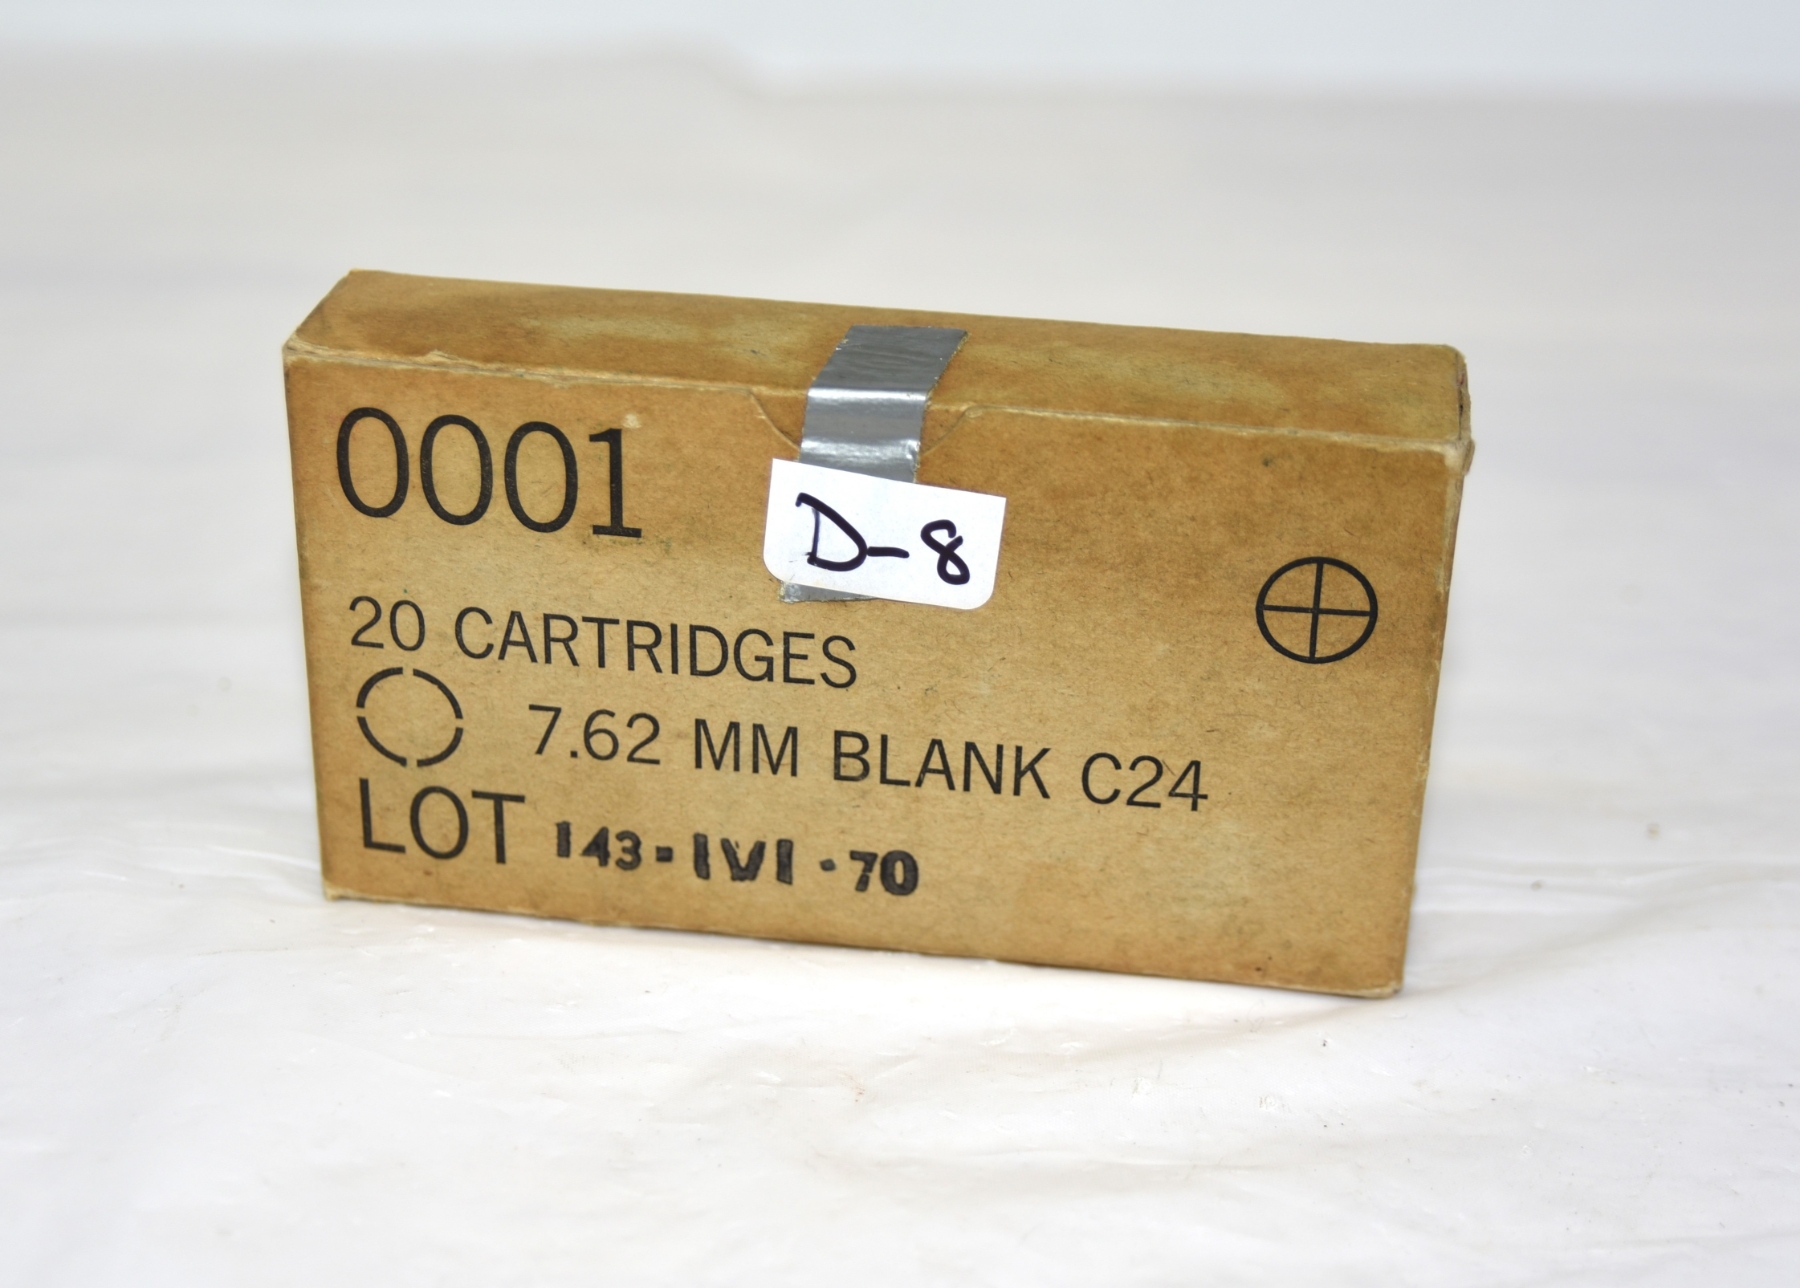 0001
D-8
20 CARTRIDGES
7.62 MM BLANK C24
LOT 143-IVI-70